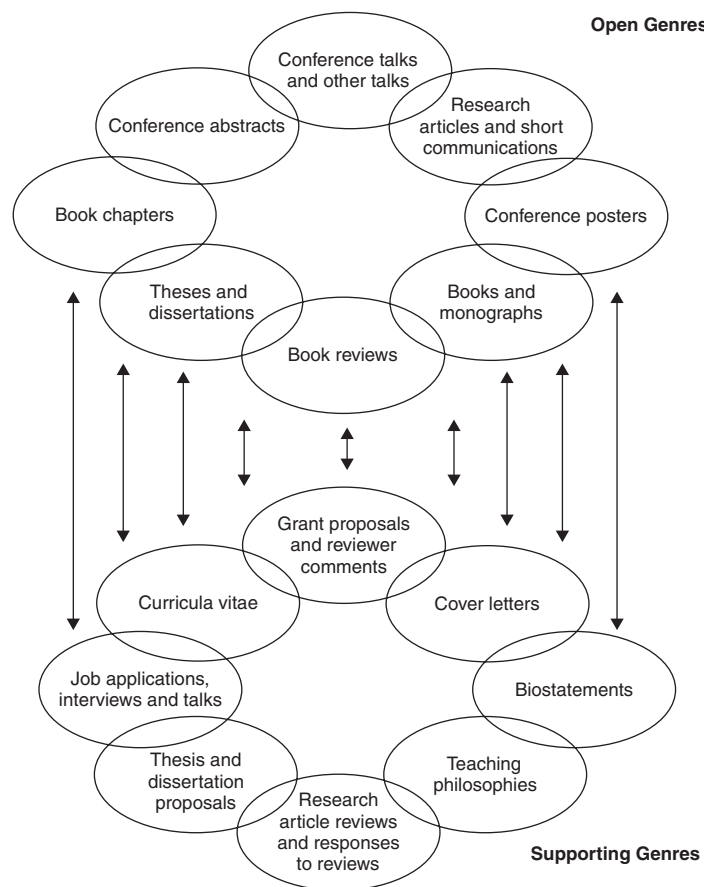 Open Genres
Conference talks
and other talks
Conference abstracts
Research
articles and short
communications
Book chapters
Conference posters
Theses and
dissertations
Books and
monographs
Book reviews
Grant proposals
and reviewer
comments
Curricula vitae
Cover letters
Job applications,
interviews and talks
Biostatements
Thesis and
dissertation
proposals
Teaching
philosophies
Research
article reviews
and responses
to reviews
Supporting Genres